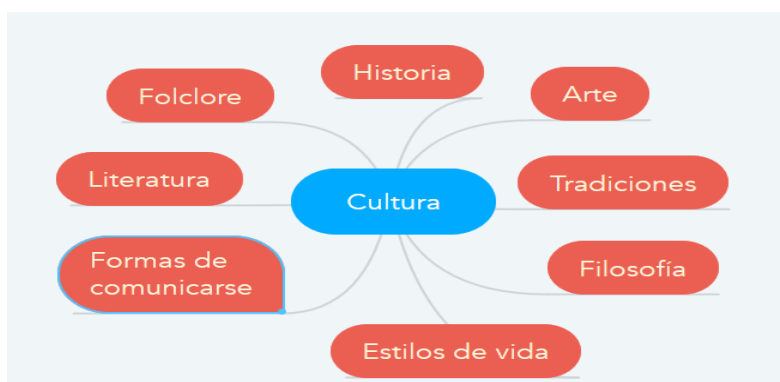 Historia
Folclore
Arte
Literatura
Tradiciones
Cultura
Formas de
comunicarse
Filosofía
Estilos de vida